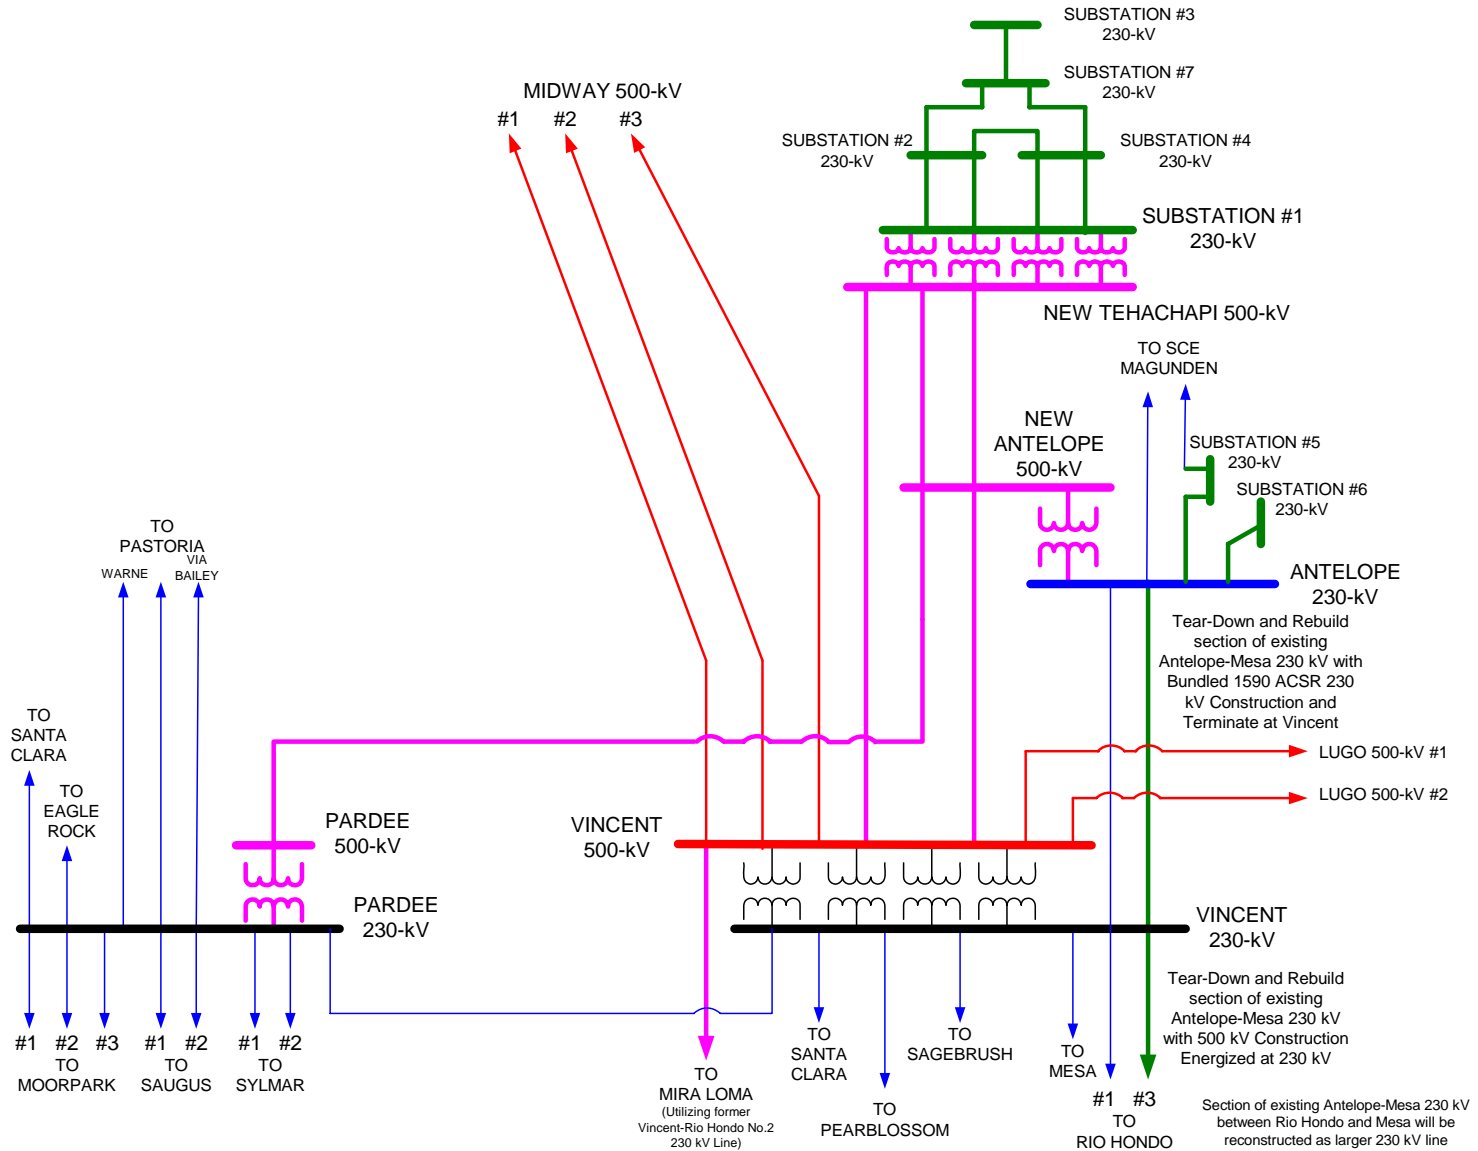 SUBSTATION #3
230-kV
SUBSTATION #7
230-kV
MIDWAY 500-kV
#1 #2 #3
SUBSTATION #2
230-kV
SUBSTATION #4
230-kV
SUBSTATION #1
230-kV
NEW TEHACHAPI 500-kV
TO SCE
MAGUNDEN
NEW
ANTELOPE
500-kV
SUBSTATION #5
230-kV
SUBSTATION #6
230-kV
TO
PASTORIA
WARNE
VIA
BAILEY
ANTELOPE
230-kV
Tear-Down and Rebuild
section of existing
Antelope-Mesa 230 kV with
Bundled 1590 ACSR 230
kV Construction and
Terminate at Vincent
TO
SANTA
CLARA
TO
EAGLE
ROCK
LUGO 500-kV #1
LUGO 500-kV #2
PARDEE
500-kV
VINCENT
500-kV
PARDEE
230-kV
VINCENT
230-kV
Tear-Down and Rebuild
section of existing
Antelope-Mesa 230 kV
with 500 kV Construction
Energized at 230 kV
#1 #2 #3
TO
MOORPARK
#1 #2
TO
SAUGUS
#1 #2
TO
SYLMAR
TO
MIRA LOMA
(Utilizing former
Vincent-Rio Hondo No.2
230 kV Line)
TO
SANTA
CLARA
TO
PEARBLOSSOM
TO
SAGEBRUSH
TO
MESA
#1 #3
TO
RIO HONDO
Section of existing Antelope-Mesa 230 kV
between Rio Hondo and Mesa will be
reconstructed as larger 230 kV line